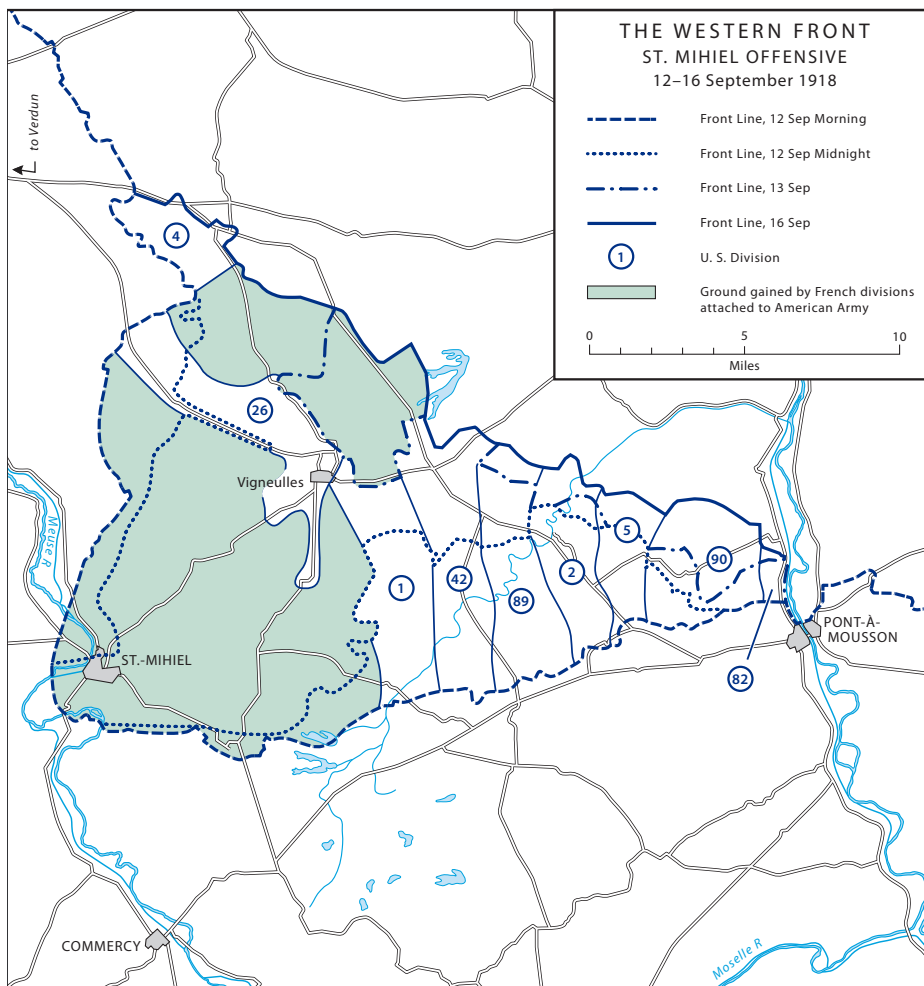 THE WESTERN FRONT
ST. MIHIEL OFFENSIVE
12–16 September 1918
Front Line, 12 Sep Morning
Front Line, 12 Sep Midnight
Front Line, 13 Sep
Front Line, 16 Sep
1
U. S. Division
Ground gained by French divisions
attached to American Army
0
5
10
Miles
to Verdun
4
26
Vigneulles
Meuse R
5
90
1
42
2
89
PONT-À-
MOUSSON
ST.-MIHIEL
82
COMMERCY
Moselle R